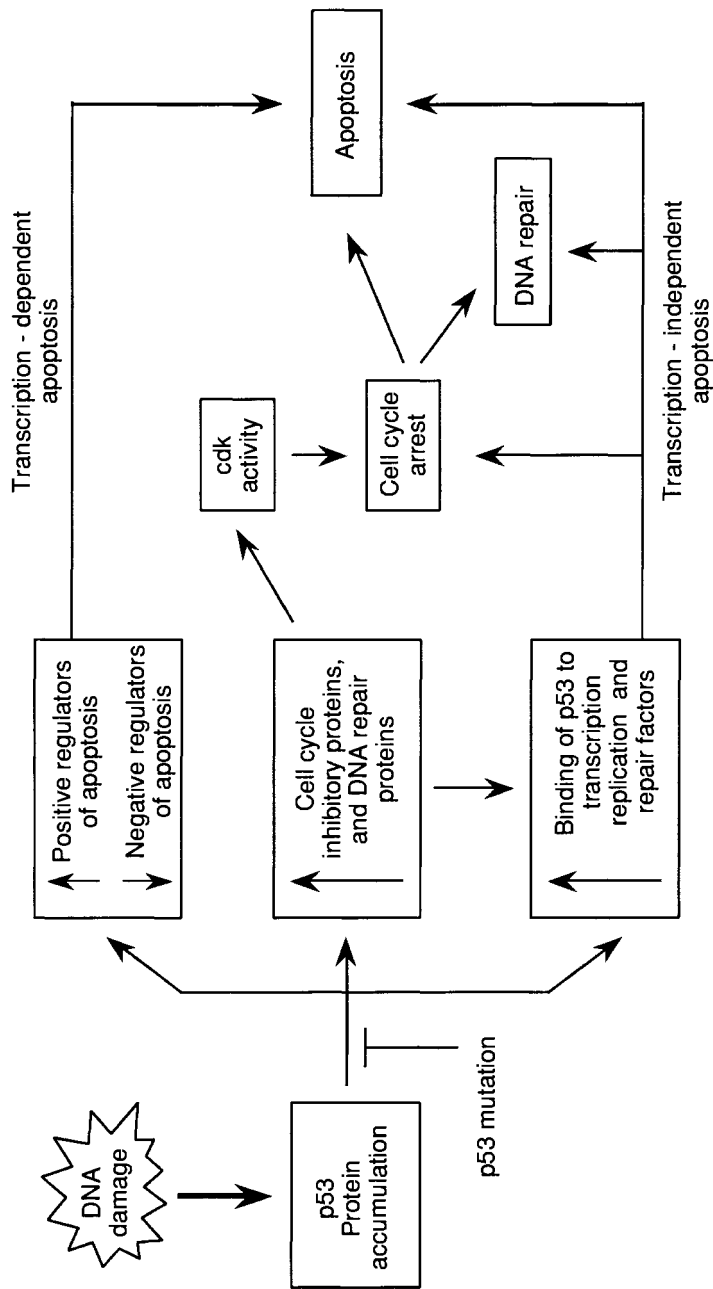 DNA
damage
p53
Protein
accumulation
p53 mutation
Positive regulators
of apoptosis
Negative regulators
of apoptosis
Cell cycle
inhibitory proteins,
and DNA repair
proteins
Binding of p53 to
transcription
replication and
repair factors
Transcription - dependent
apoptosis
cdk
activity
Cell cycle
arrest
DNA repair
Apoptosis
Transcription - independent
apoptosis